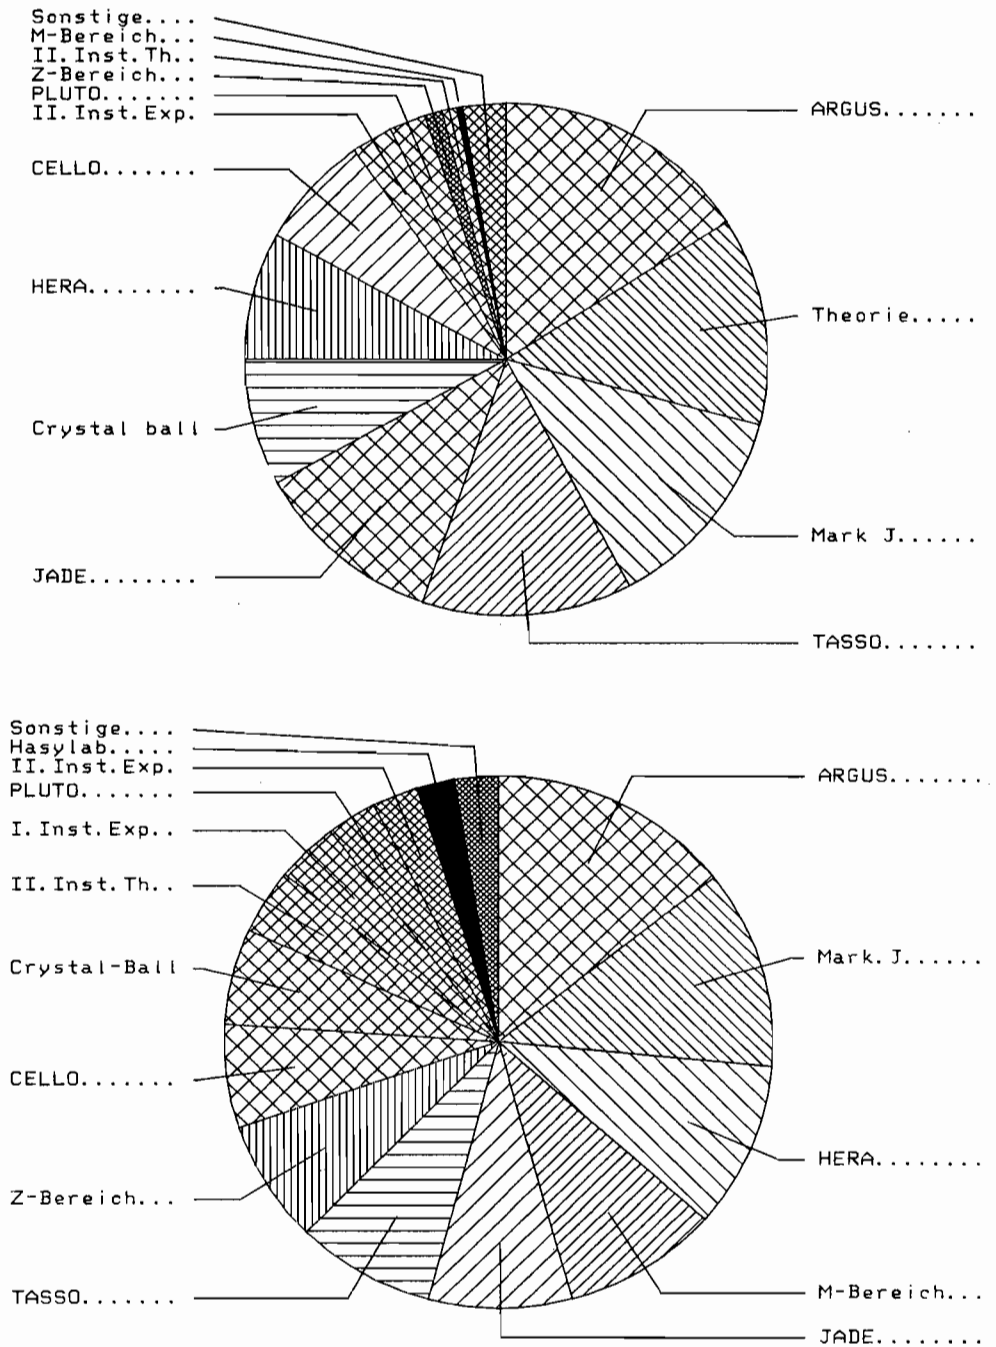 Sonstige....
M-Bereich...
II.Inst.Th..
Z-Bereich...
PLUTO.......
II.Inst.Exp.
CELLO.......
HERA........
Crystal ball
JADE........
ARGUS.......
Theorie.....
Mark J......
TASSO.......
Sonstige....
Hasylab.....
II.Inst.Exp.
PLUTO.......
I.Inst.Exp..
II.Inst.Th..
Crystal-Ball
CELLO.......
Z-Bereich...
TASSO.......
ARGUS.......
Mark.J......
HERA........
M-Bereich...
JADE........